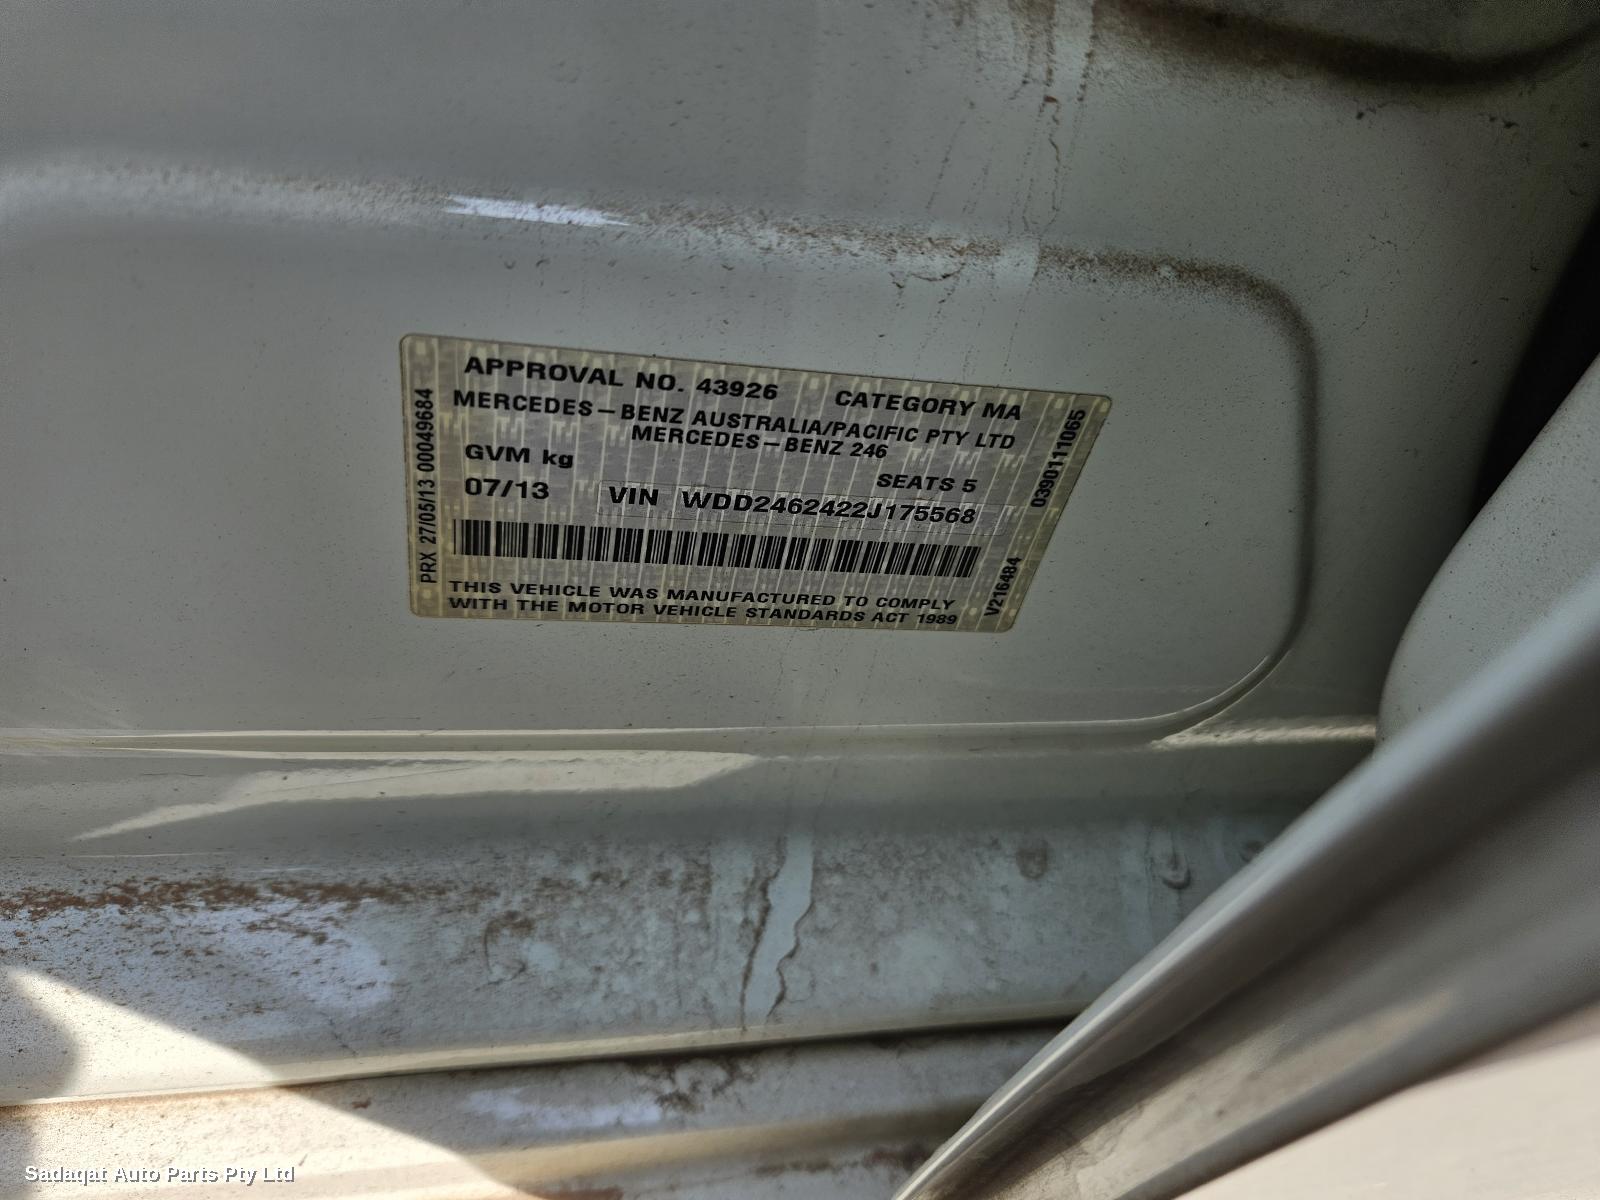 APPROVAL NO. 43926 CATEGORY MA
MERCEDES-BENZ AUSTRALIA/PACIFIC PTY LTD
MERCEDES-BENZ 246
GVM kg SEATS 5
07/13 VIN WDD2462422J175568
THIS VEHICLE WAS MANUFACTURED TO COMPLY
WITH THE MOTOR VEHICLE STANDARDS ACT 1989
PRX 27/05/13 00049684
0390111065
V216484
Sadaqat Auto Parts Pty Ltd